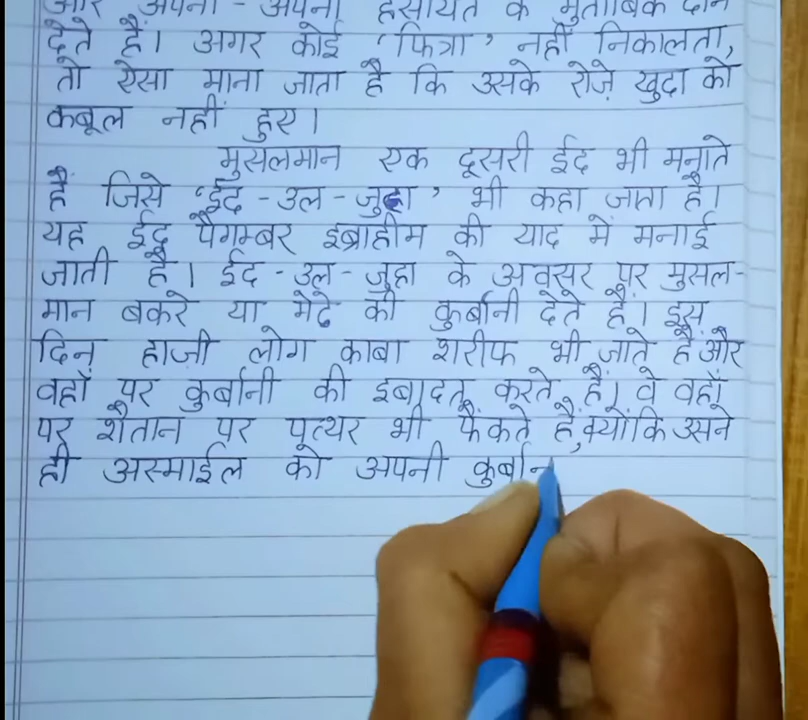 और अपनी - अपनी हैसीयत के मुताबिक दान
देते हैं। अगर कोई 'फित्रा' नहीं निकालता,
तो ऐसा माना जाता है कि उसके रोज़े खुदा को
कबूल नहीं हुए।
मुसलमान एक दूसरी ईद भी मनाते
हैं जिसे 'ईद - उल - जुहा' भी कहा जाता है।
यह ईद पैगम्बर इब्राहीम की याद में मनाई
जाती है। ईद - उल - जुहा के अवसर पर मुसल-
मान बकरे या मेढे की कुर्बानी देते हैं। इस
दिन हाज़ी लोग काबा शरीफ भी जाते हैं और
वहाँ पर कुर्बानी की इबादत करते हैं। वे वहाँ
पर शैतान पर पत्थर भी फैंकते हैं, क्योंकि उसने
ही अस्माईल को अपनी कुर्बान